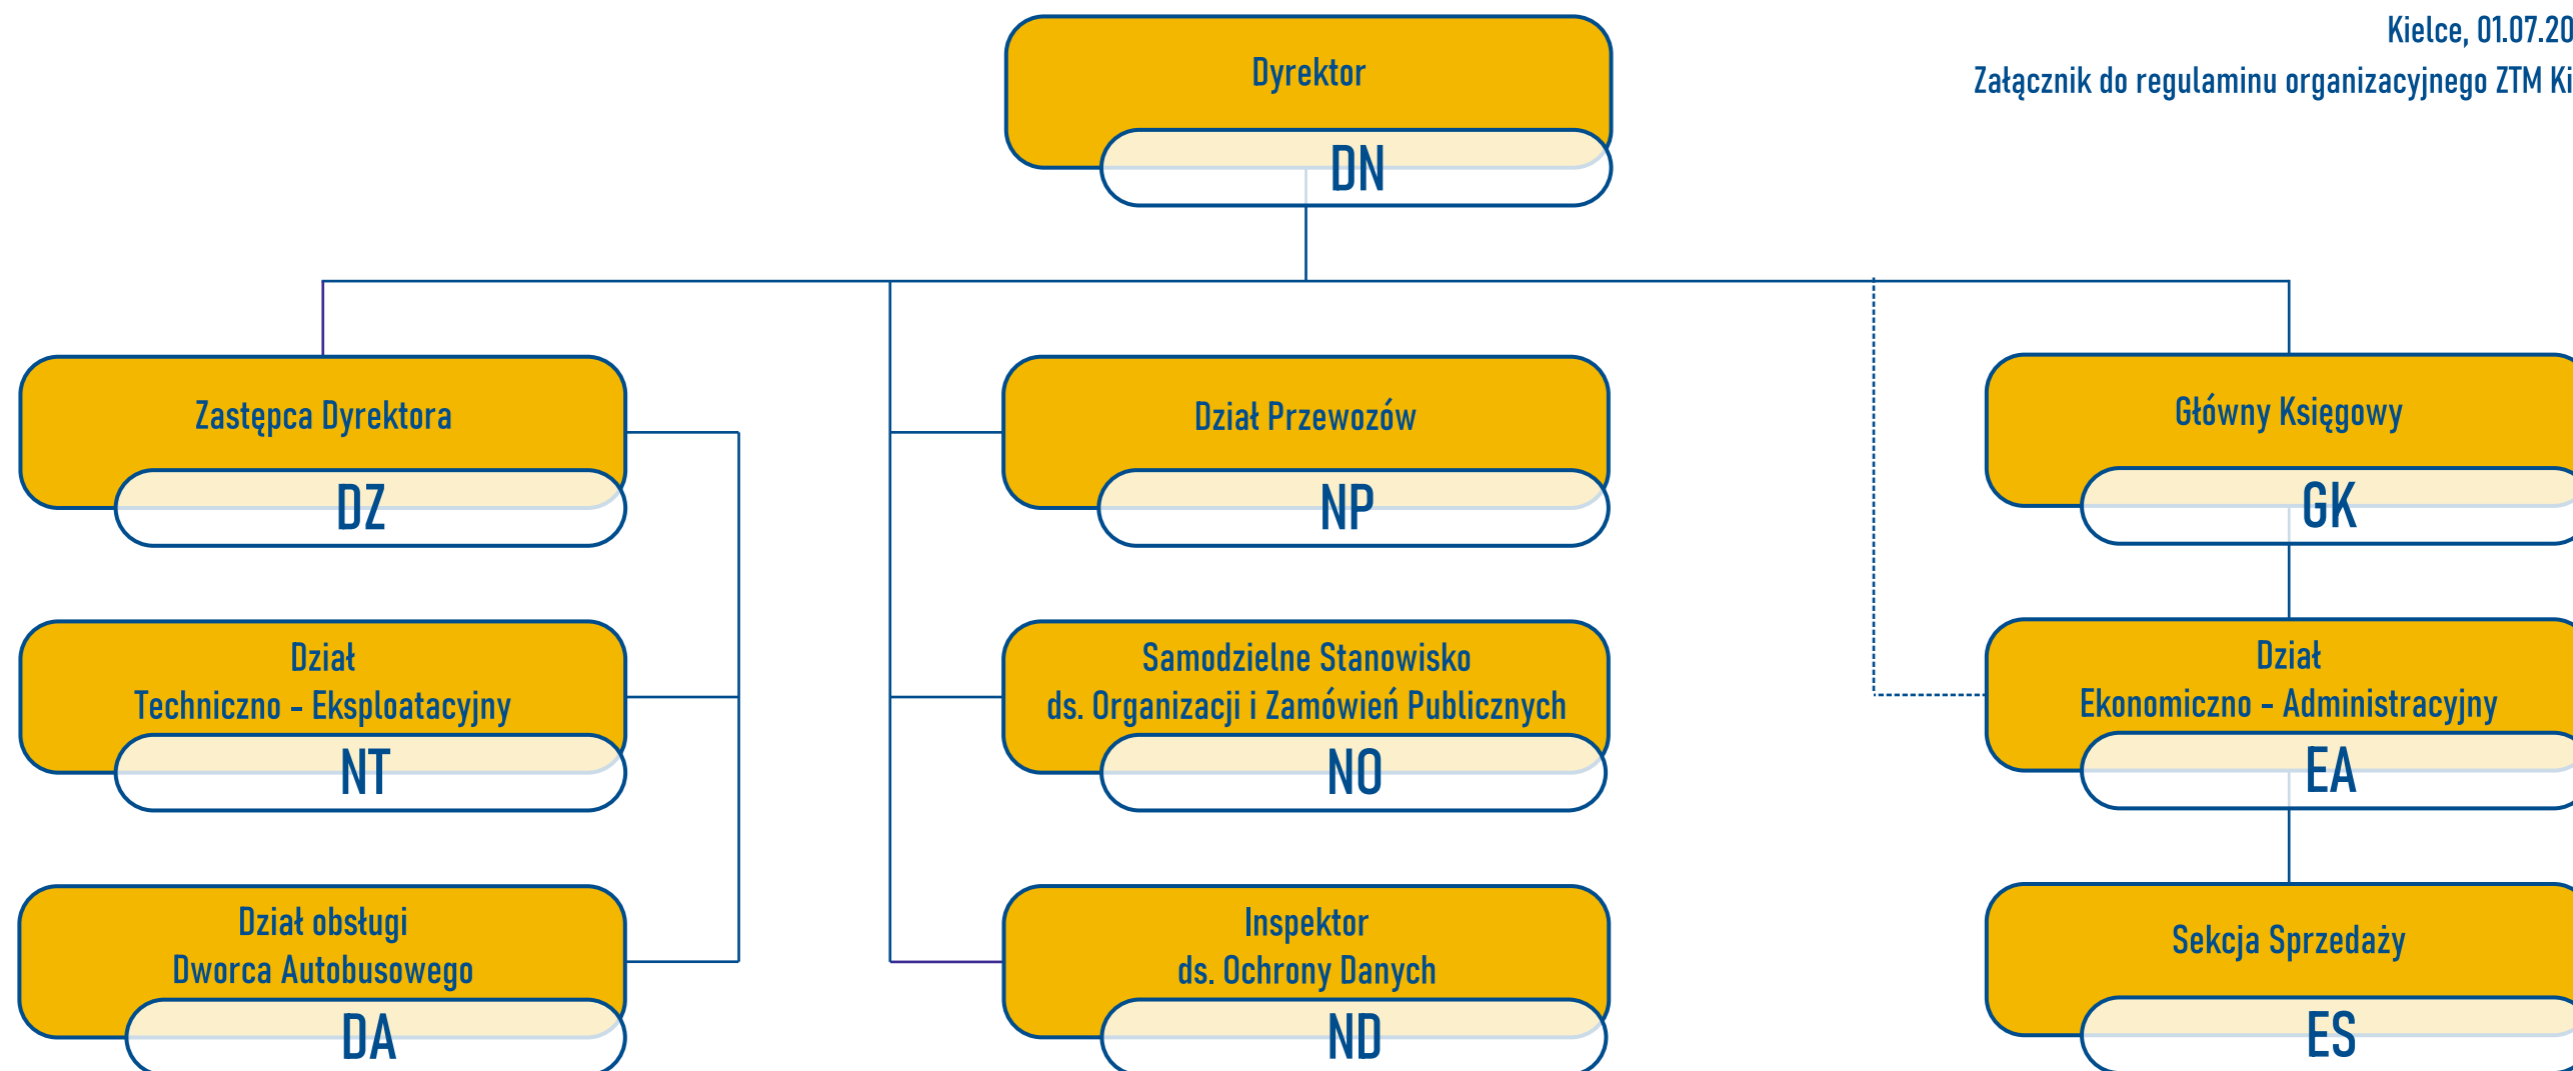 Kielce, 01.07.20
Załącznik do regulaminu organizacyjnego ZTM Ki
Dyrektor
DN
Zastępca Dyrektora
DZ
Dział Przewozów
NP
Główny Księgowy
GK
Dział
Techniczno - Eksploatacyjny
NT
Samodzielne Stanowisko
ds. Organizacji i Zamówień Publicznych
NO
Dział
Ekonomiczno - Administracyjny
EA
Dział obsługi
Dworca Autobusowego
DA
Inspektor
ds. Ochrony Danych
ND
Sekcja Sprzedaży
ES